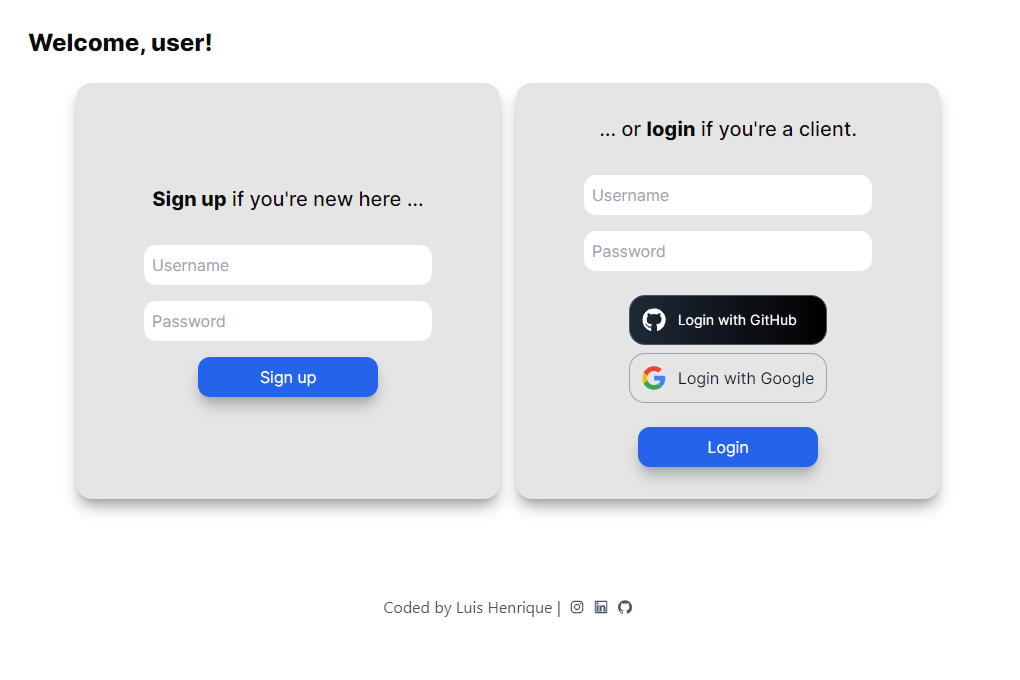 Welcome, user!
Sign up if you're new here ...
Username
Password
Sign up
... or login if you're a client.
Username
Password
Login with GitHub
Login with Google
Login
Coded by Luis Henrique |